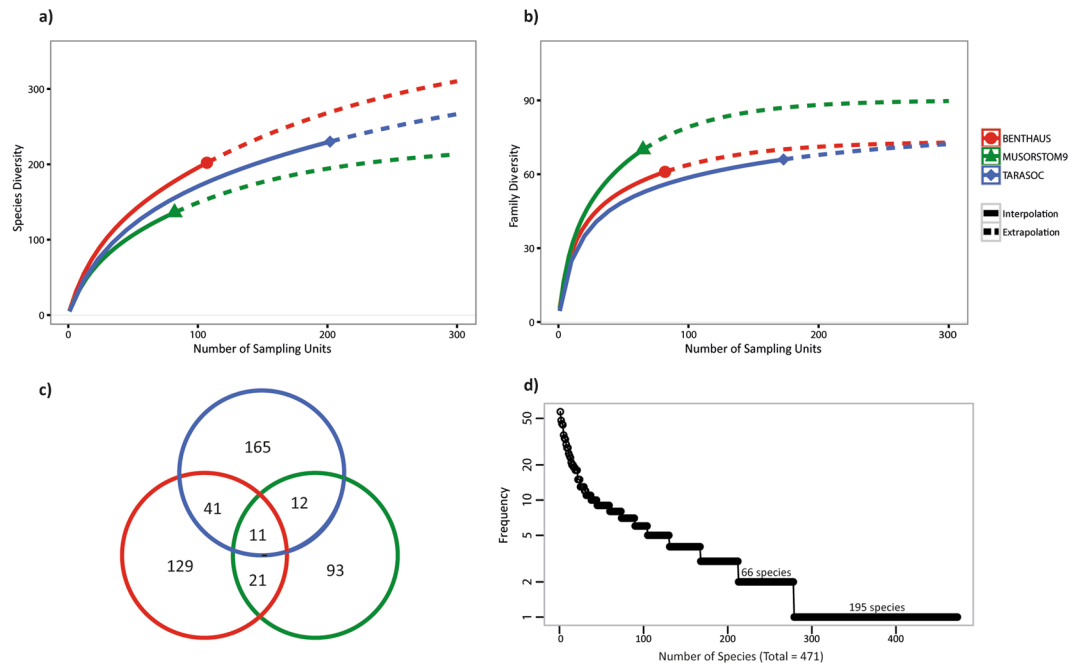 a)
300
200
100
0
Species Diversity
0 100 200 300
Number of Sampling Units
b)
90
60
30
0
Family Diversity
0 100 200 300
Number of Sampling Units
BENTHAUS
MUSORSTOM9
TARASOC
Interpolation
Extrapolation
c)
165
41
12
11
129
21
93
d)
50
20
10
5
2
1
Frequency
66 species
195 species
0 100 200 300 400
Number of Species (Total = 471)